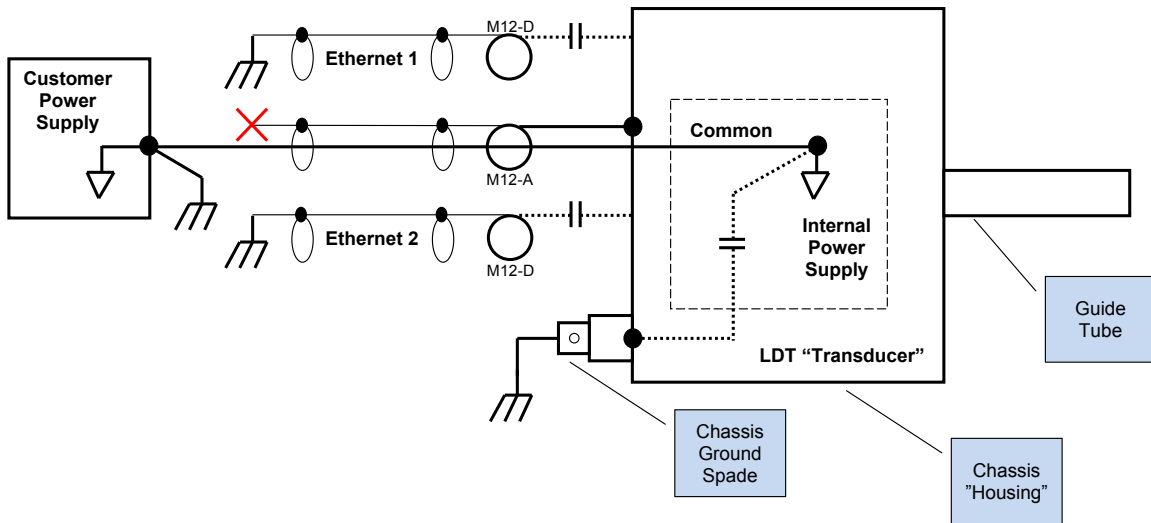 M12-D
Ethernet 1
Customer
Power
Supply
Common
M12-A
Ethernet 2
M12-D
Internal
Power
Supply
LDT “Transducer”
Guide
Tube
Chassis
Ground
Spade
Chassis
”Housing”